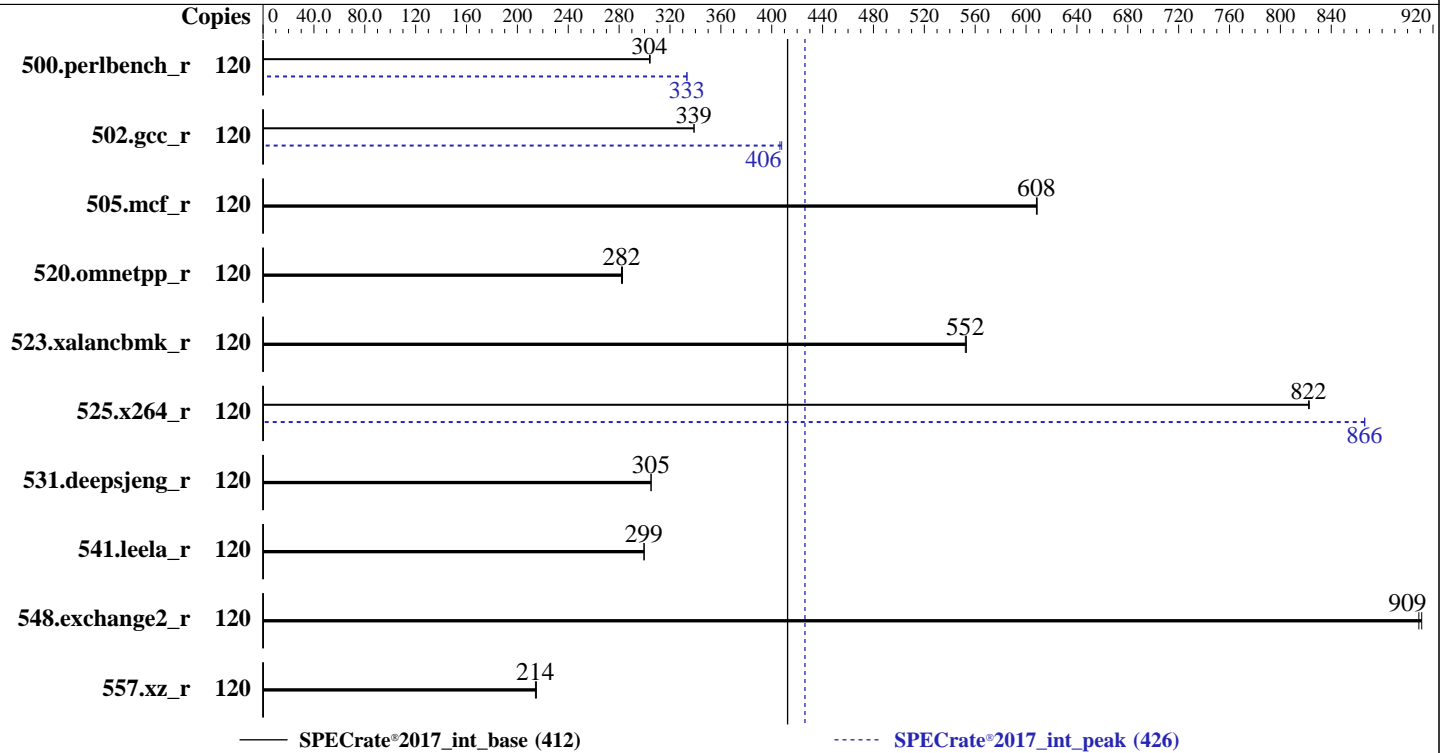 Copies 0 40.0 80.0 120 160 200 240 280 320 360 400 440 480 520 560 600 640 680 720 760 800 840 920
304
500.perlbench_r 120
333
339
502.gcc_r 120
406
608
505.mcf_r 120
282
520.omnetpp_r 120
552
523.xalancbmk_r 120
822
525.x264_r 120
866
305
531.deepsjeng_r 120
299
541.leela_r 120
909
548.exchange2_r 120
214
557.xz_r 120
SPECrate®2017_int_base (412) SPECrate®2017_int_peak (426)